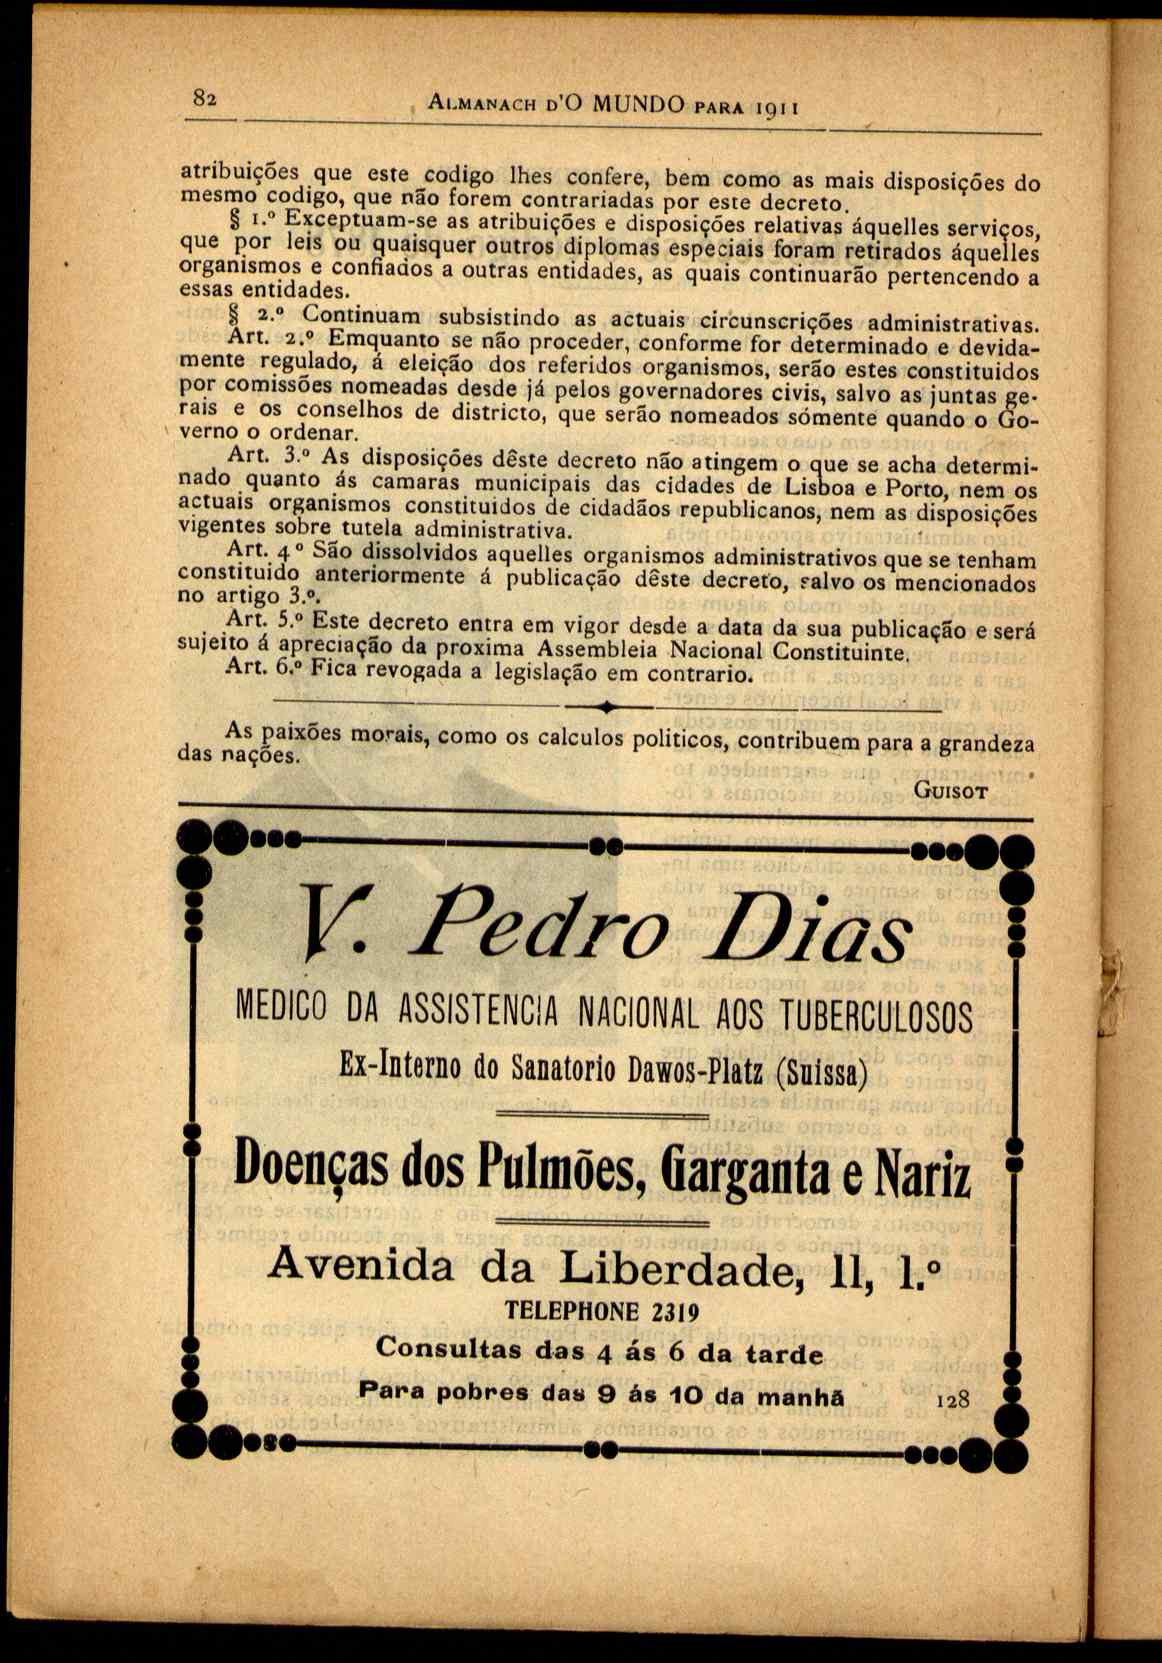 82
ALMANACH D'O MUNDO PARA 1911
atribuições que este codigo lhes confere, bem como as mais disposições do
mesmo codigo, que não forem contrariadas por este decreto.
§ 1.º Exceptuam-se as atribuições e disposições relativas áquelles serviços,
que por leis ou quaisquer outros diplomas especiais foram retirados áquelles
organismos e confiados a outras entidades, as quais continuarão pertencendo a
essas entidades.
§ 2.º Continuam subsistindo as actuais circunscrições administrativas.
Art. 2.º Emquanto se não proceder, conforme for determinado e devida-
mente regulado, á eleição dos referidos organismos, serão estes constituidos
por comissões nomeadas desde já pelos governadores civis, salvo as juntas ge-
rais e os conselhos de districto, que serão nomeados sómente quando o Go-
verno o ordenar.
Art. 3.º As disposições dêste decreto não atingem o que se acha determi-
nado quanto ás camaras municipais das cidades de Lisboa e Porto, nem os
actuais organismos constituidos de cidadãos republicanos, nem as disposições
vigentes sobre tutela administrativa.
Art. 4º São dissolvidos aquelles organismos administrativos que se tenham
constituido anteriormente á publicação dêste decreto, salvo os mencionados
no artigo 3.º.
Art. 5.º Este decreto entra em vigor desde a data da sua publicação e será
sujeito á apreciação da proxima Assembleia Nacional Constituinte.
Art. 6.º Fica revogada a legislação em contrario.
As paixões morais, como os calculos politicos, contribuem para a grandeza
das nações.
GUISOT
V. Pedro Dias
MEDICO DA ASSISTENCIA NACIONAL AOS TUBERCULOSOS
Ex-Interno do Sanatorio Dawos-Platz (Suissa)
Doenças dos Pulmões, Garganta e Nariz
Avenida da Liberdade, 11, 1.º
TELEPHONE 2319
Consultas das 4 ás 6 da tarde
Para pobres das 9 ás 10 da manhã
128